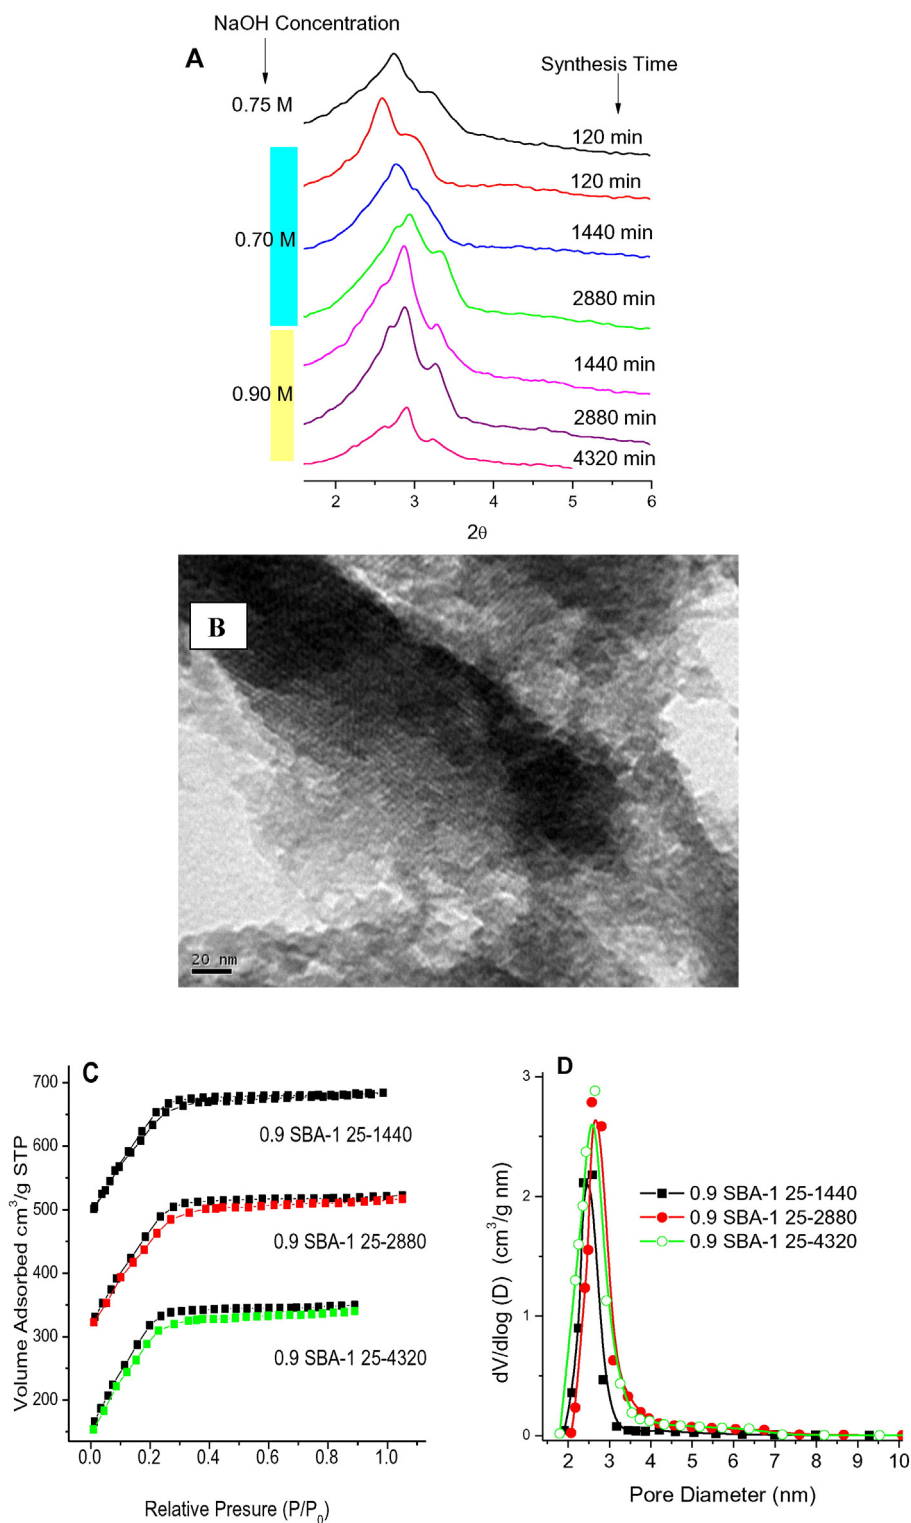 NaOH Concentration
A
Synthesis Time
0.75 M
120 min
120 min
0.70 M
1440 min
2880 min
1440 min
0.90 M
2880 min
4320 min
2 3 4 5 6
2θ
B
20 nm
C
700
600
500
400
300
200
0.0 0.2 0.4 0.6 0.8 1.0
Volume Adsorbed cm³/g STP
Relative Presure (P/P₀)
0.9 SBA-1 25-1440
0.9 SBA-1 25-2880
0.9 SBA-1 25-4320
D
3
2
1
0
2 3 4 5 6 7 8 9 10
dV/dlog (D) (cm³/g nm)
Pore Diameter (nm)
0.9 SBA-1 25-1440
0.9 SBA-1 25-2880
0.9 SBA-1 25-4320